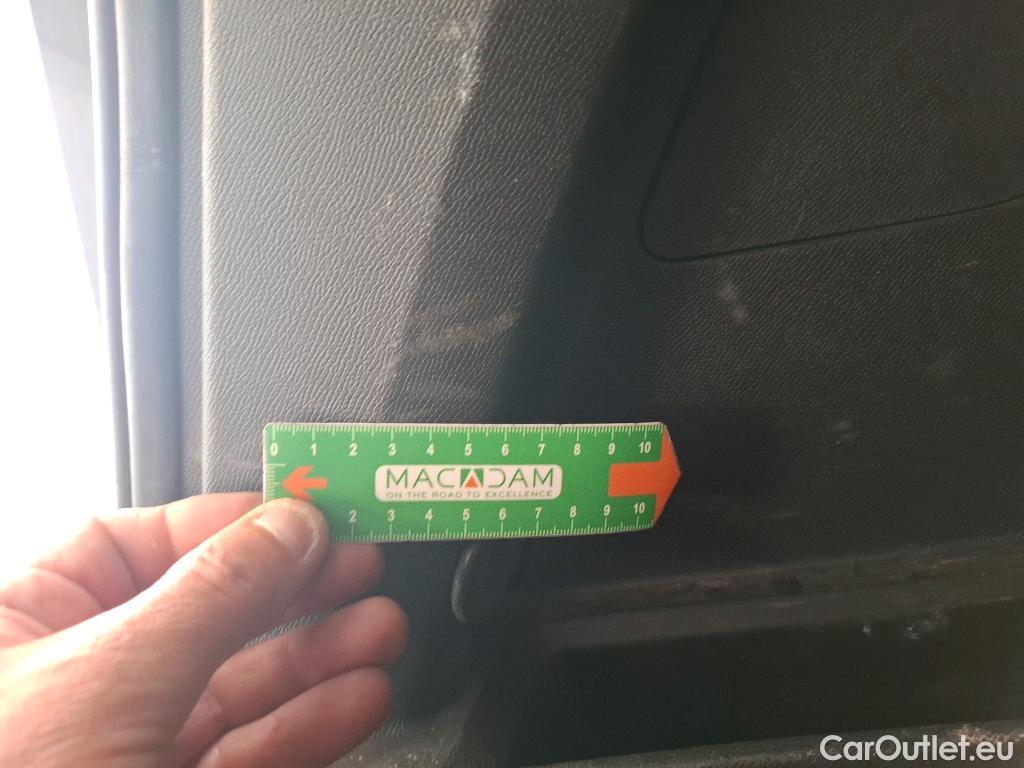 0 1 2 3 4 5 6 7 8 9 10
MACADAM
ON THE ROAD TO EXCELLENCE
2 3 4 5 6 7 8 9 10
CarOutlet.eu